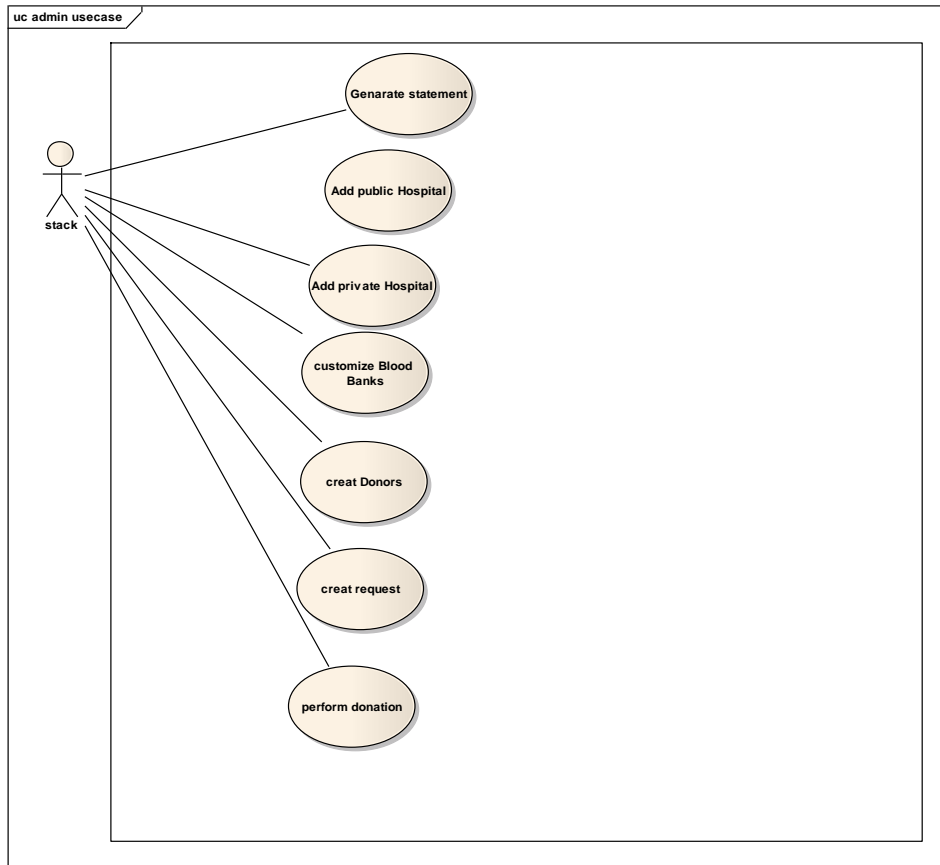 uc admin usecase
Genarate statement
stack
Add public Hospital
Add private Hospital
customize Blood
Banks
creat Donors
creat request
perform donation